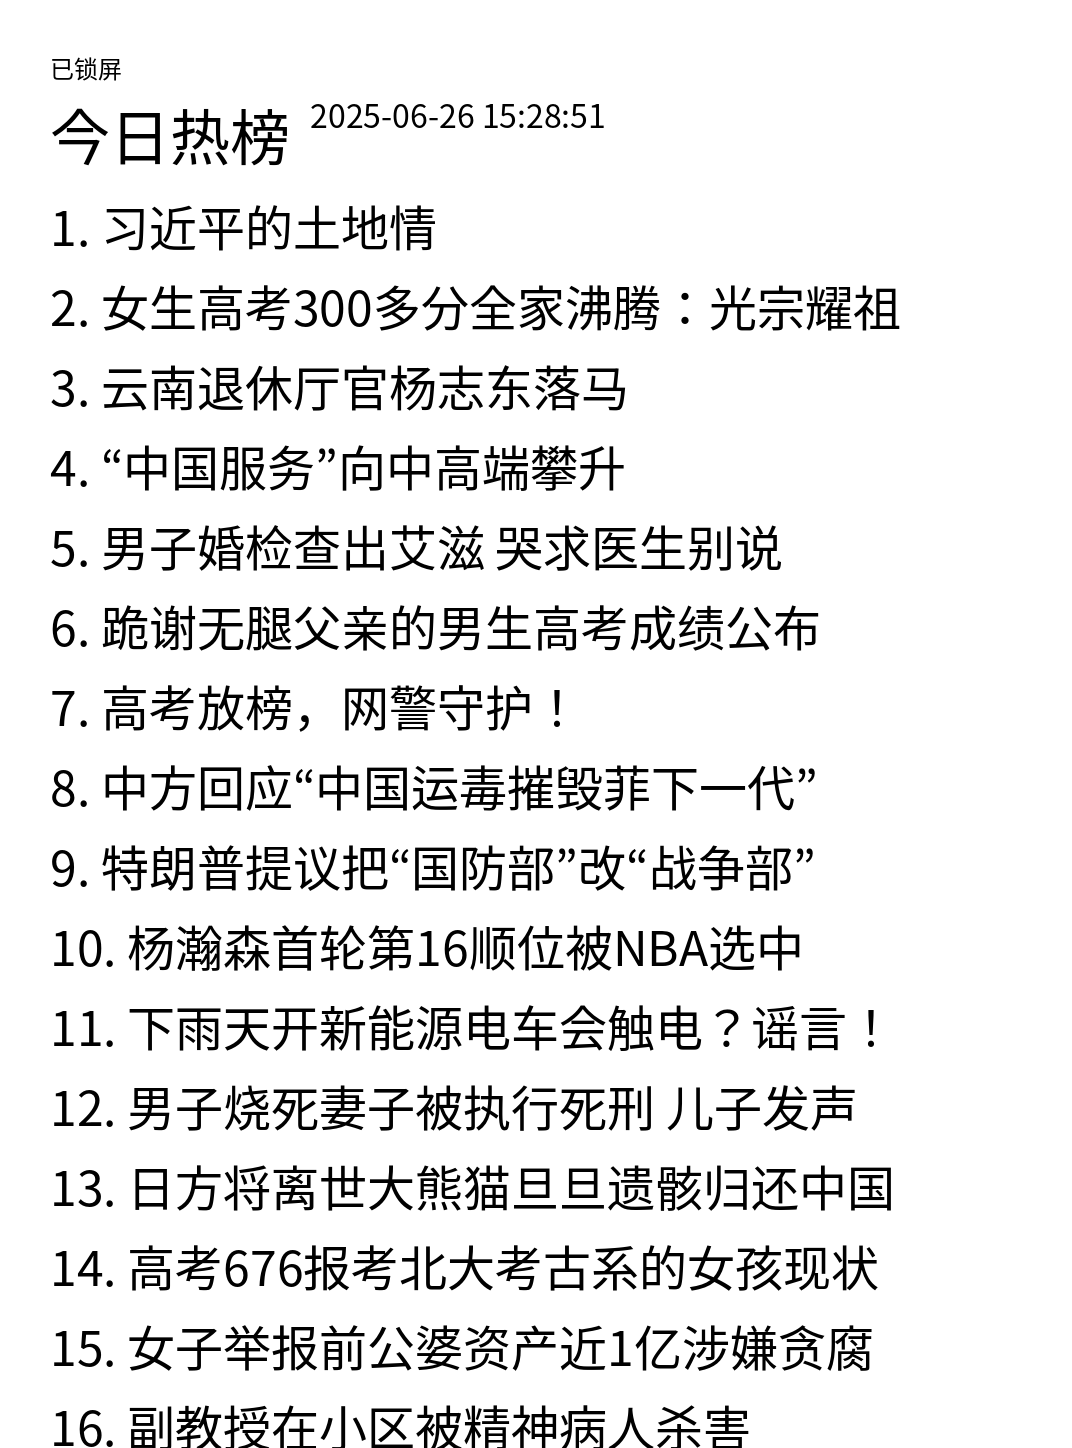 已锁屏
今日热榜 2025-06-26 15:28:51
1. 习近平的土地情
2. 女生高考300多分全家沸腾：光宗耀祖
3. 云南退休厅官杨志东落马
4. “中国服务”向中高端攀升
5. 男子婚检查出艾滋 哭求医生别说
6. 跪谢无腿父亲的男生高考成绩公布
7. 高考放榜，网警守护！
8. 中方回应“中国运毒摧毁菲下一代”
9. 特朗普提议把“国防部”改“战争部”
10. 杨瀚森首轮第16顺位被NBA选中
11. 下雨天开新能源电车会触电？谣言！
12. 男子烧死妻子被执行死刑 儿子发声
13. 日方将离世大熊猫旦旦遗骸归还中国
14. 高考676报考北大考古系的女孩现状
15. 女子举报前公婆资产近1亿涉嫌贪腐
16. 副教授在小区被精神病人杀害